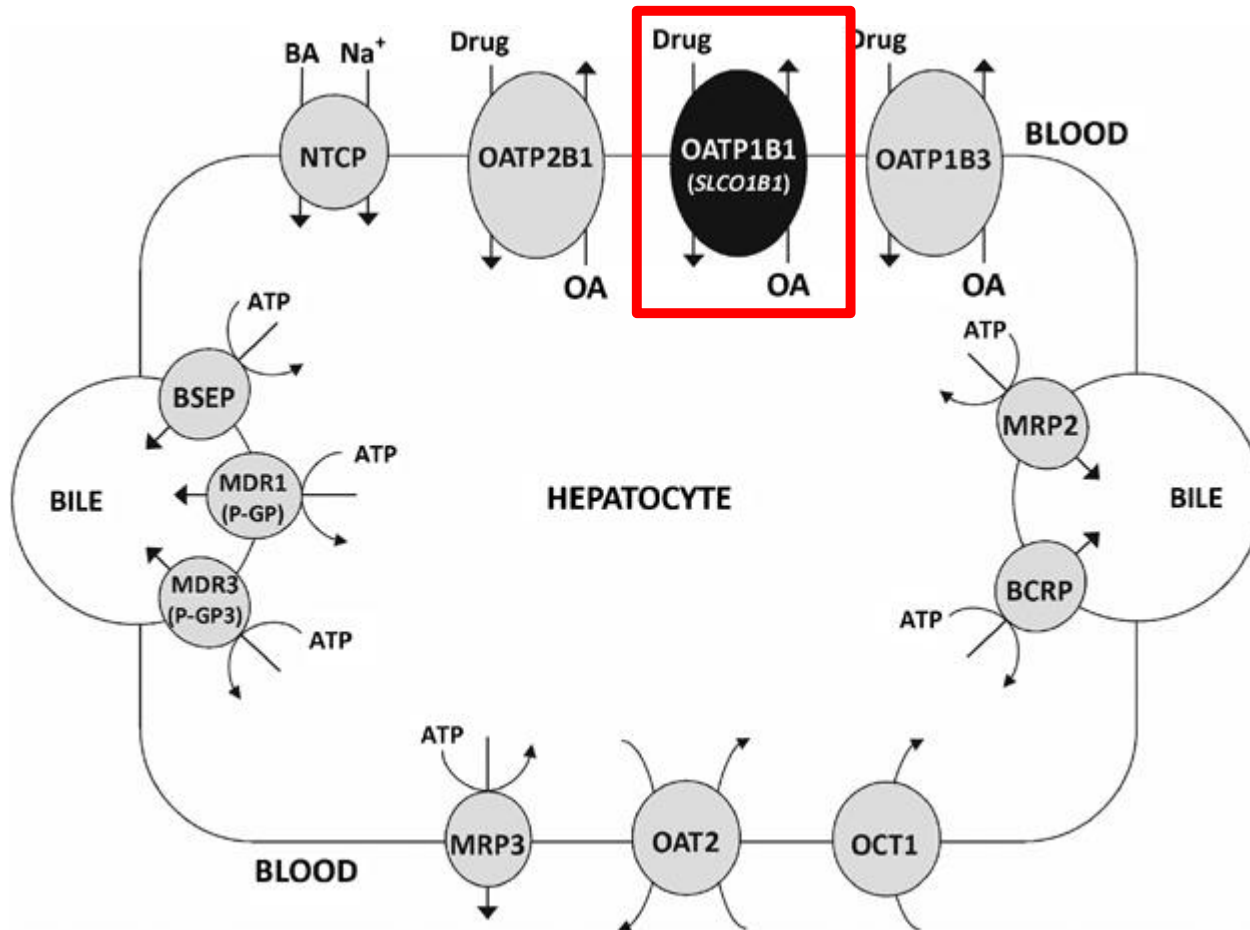 BA Na⁺ Drug Drug Drug
NTCP
OATP2B1
OATP1B1
(SLCO1B1)
OATP1B3
BLOOD
OA OA OA
ATP
BSEP
MDR1
(P-GP)
ATP
MDR3
(P-GP3)
ATP
BILE
HEPATOCYTE
ATP
MRP2
BILE
BCRP
ATP
ATP
MRP3
OAT2
OCT1
BLOOD